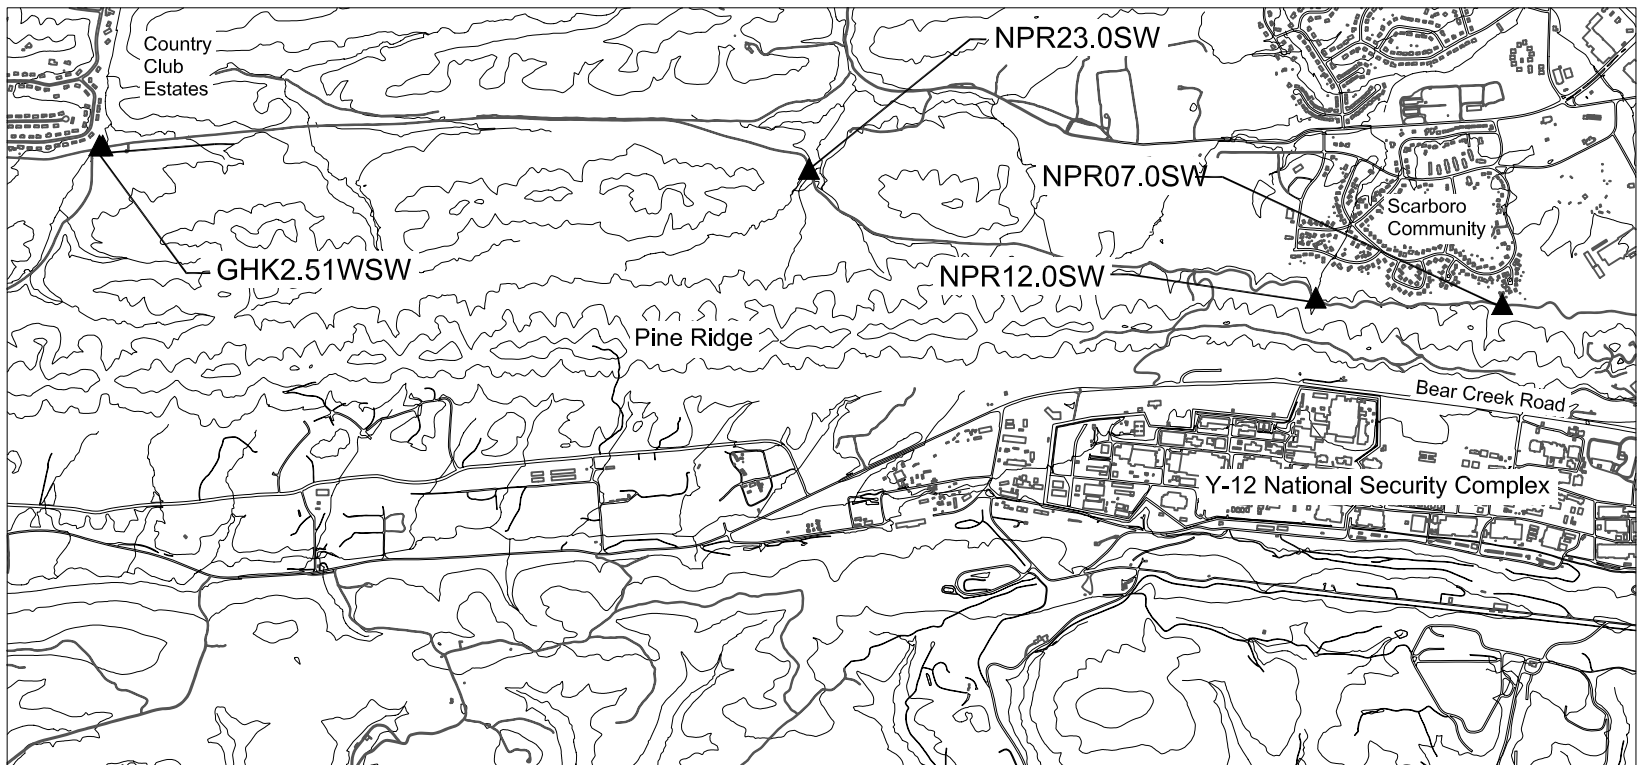 Country
Club
Estates
NPR23.0SW
NPR07.0SW
Scarboro
Community
GHK2.51WSW
NPR12.0SW
Pine Ridge
Bear Creek Road
Y-12 National Security Complex